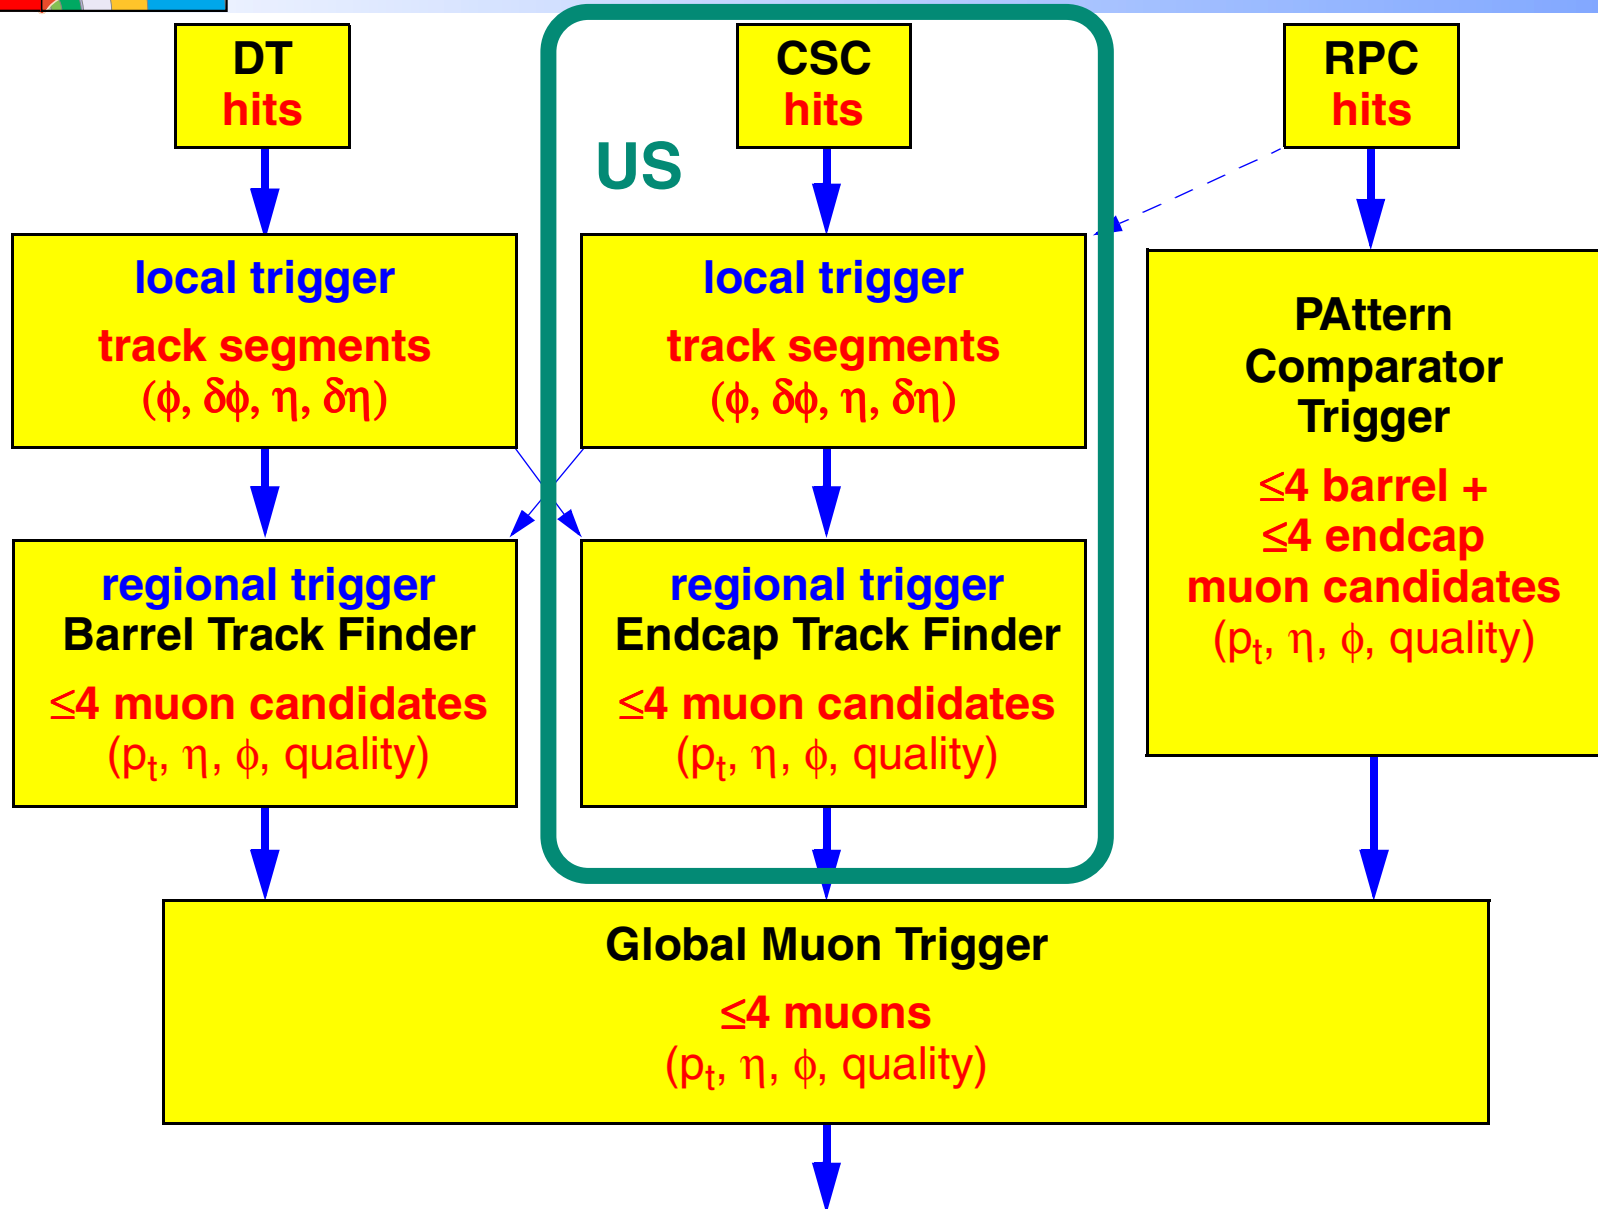 DT
hits
CSC
hits
RPC
hits
US
local trigger
track segments
(ϕ, δϕ, η, δη)
local trigger
track segments
(ϕ, δϕ, η, δη)
PAttern
Comparator
Trigger
≤4 barrel +
≤4 endcap
muon candidates
(pt, η, ϕ, quality)
regional trigger
Barrel Track Finder
≤4 muon candidates
(pt, η, ϕ, quality)
regional trigger
Endcap Track Finder
≤4 muon candidates
(pt, η, ϕ, quality)
Global Muon Trigger
≤4 muons
(pt, η, ϕ, quality)